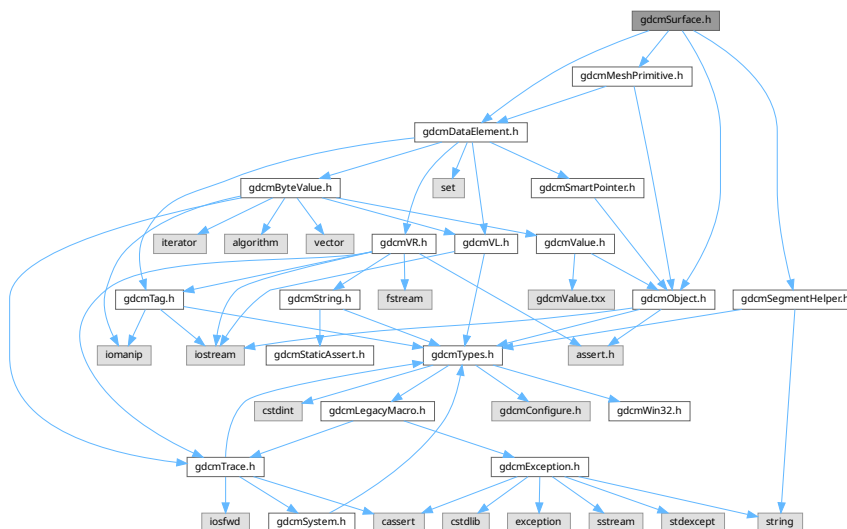 gdcmSurface.h
gdcmMeshPrimitive.h
gdcmDataElement.h
gdcmByteValue.h
set
gdcmSmartPointer.h
iterator
algorithm
vector
gdcmVR.h
gdcmVL.h
gdcmValue.h
gdcmTag.h
gdcmString.h
fstream
gdcmValue.txx
gdcmObject.h
gdcmSegmentHelper.h
iomanip
iostream
gdcmStaticAssert.h
gdcmTypes.h
assert.h
cstdint
gdcmLegacyMacro.h
gdcmConfigure.h
gdcmWin32.h
gdcmTrace.h
gdcmException.h
iosfwd
gdcmSystem.h
cassert
cstdlib
exception
sstream
stdexcept
string